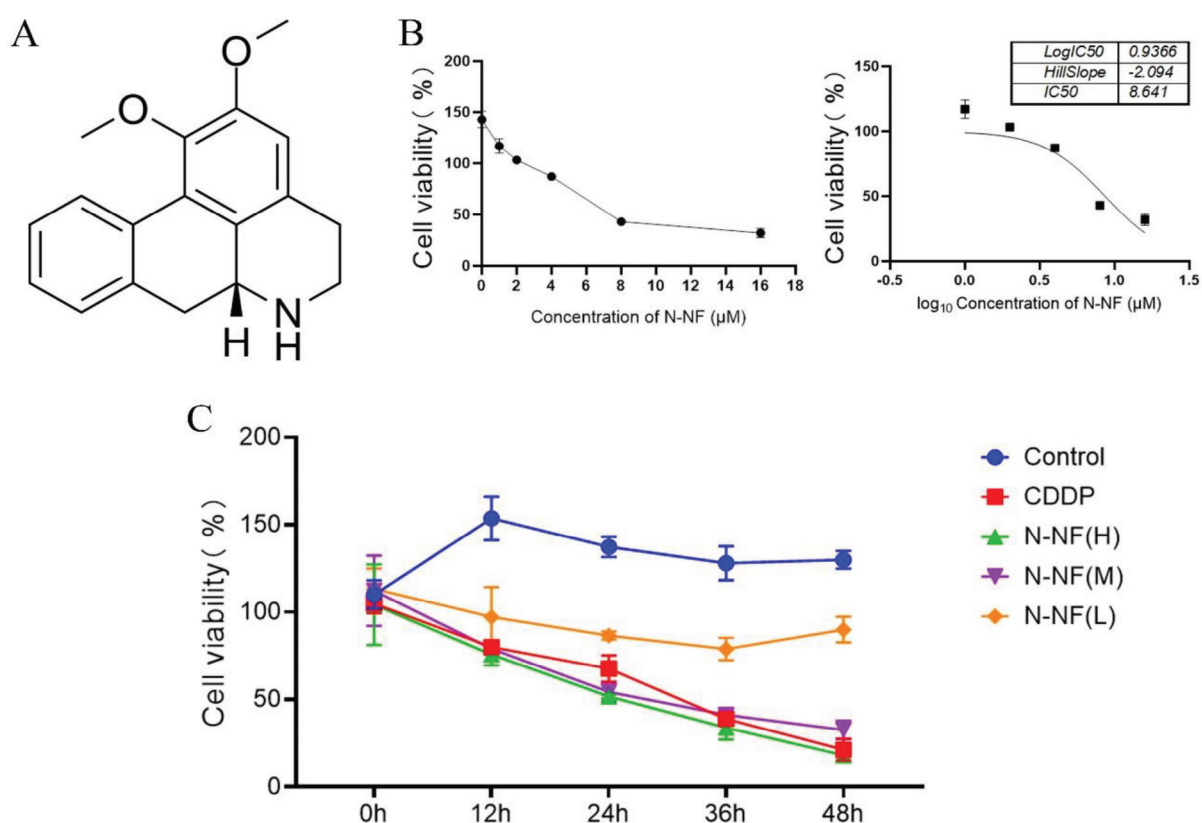 A
O
O
N
H
H
B
Cell viability ( %)
150
100
50
0
0 2 4 6 8 10 12 14 16 18
Concentration of N-NF (μM)
Cell viability ( %)
150
100
50
0
-0.5 0.0 0.5 1.0 1.5
log10 Concentration of N-NF (μM)
LogIC50 0.9366
HillSlope -2.094
IC50 8.641
C
Cell viability ( %)
200
150
100
50
0
0h 12h 24h 36h 48h
Control
CDDP
N-NF(H)
N-NF(M)
N-NF(L)